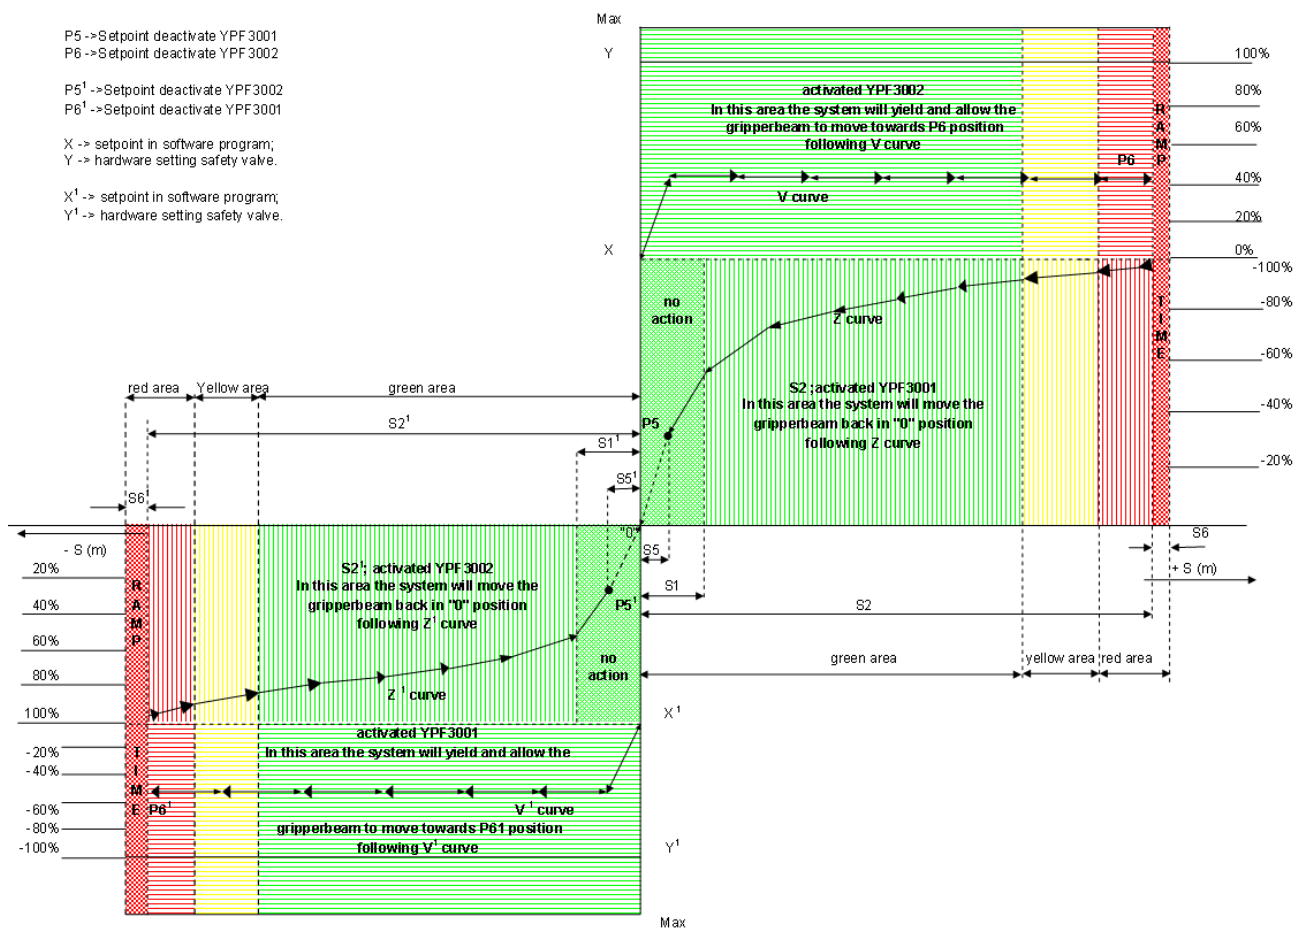 Max
P5 ->Setpoint deactivate YPF3001
P6 ->Setpoint deactivate YPF3002
P5¹ ->Setpoint deactivate YPF3002
P6¹ ->Setpoint deactivate YPF3001
X -> setpoint in software program;
Y -> hardware setting safety valve.
X¹ -> setpoint in software program;
Y¹ -> hardware setting safety valve.
Y
X
activated YPF3002
In this area the system will yield and allow the
gripperbeam to move towards P6 position
following V curve
P6
V curve
RAMP
TIME
100%
80%
60%
40%
20%
0%
-100%
-80%
-60%
-40%
-20%
no
action
Z curve
S2 ;activated YPF3001
In this area the system will move the
gripperbeam back in "0" position
following Z curve
P5
red area
Yellow area
green area
S2¹
S1¹
S5¹
S6¹
"0"
- S (m)
S5
S1
S2
S6
+ S (m)
green area
yellow area
red area
20%
40%
60%
80%
100%
-20%
-40%
-60%
-80%
-100%
RAMP
TIME
S2¹; activated YPF3002
In this area the system will move the
gripperbeam back in "0" position
following Z¹ curve
P5¹
no
action
Z ¹ curve
X¹
activated YPF3001
In this area the system will yield and allow the
P6¹
V ¹ curve
gripperbeam to move towards P61 position
following V¹ curve
Y¹
Max